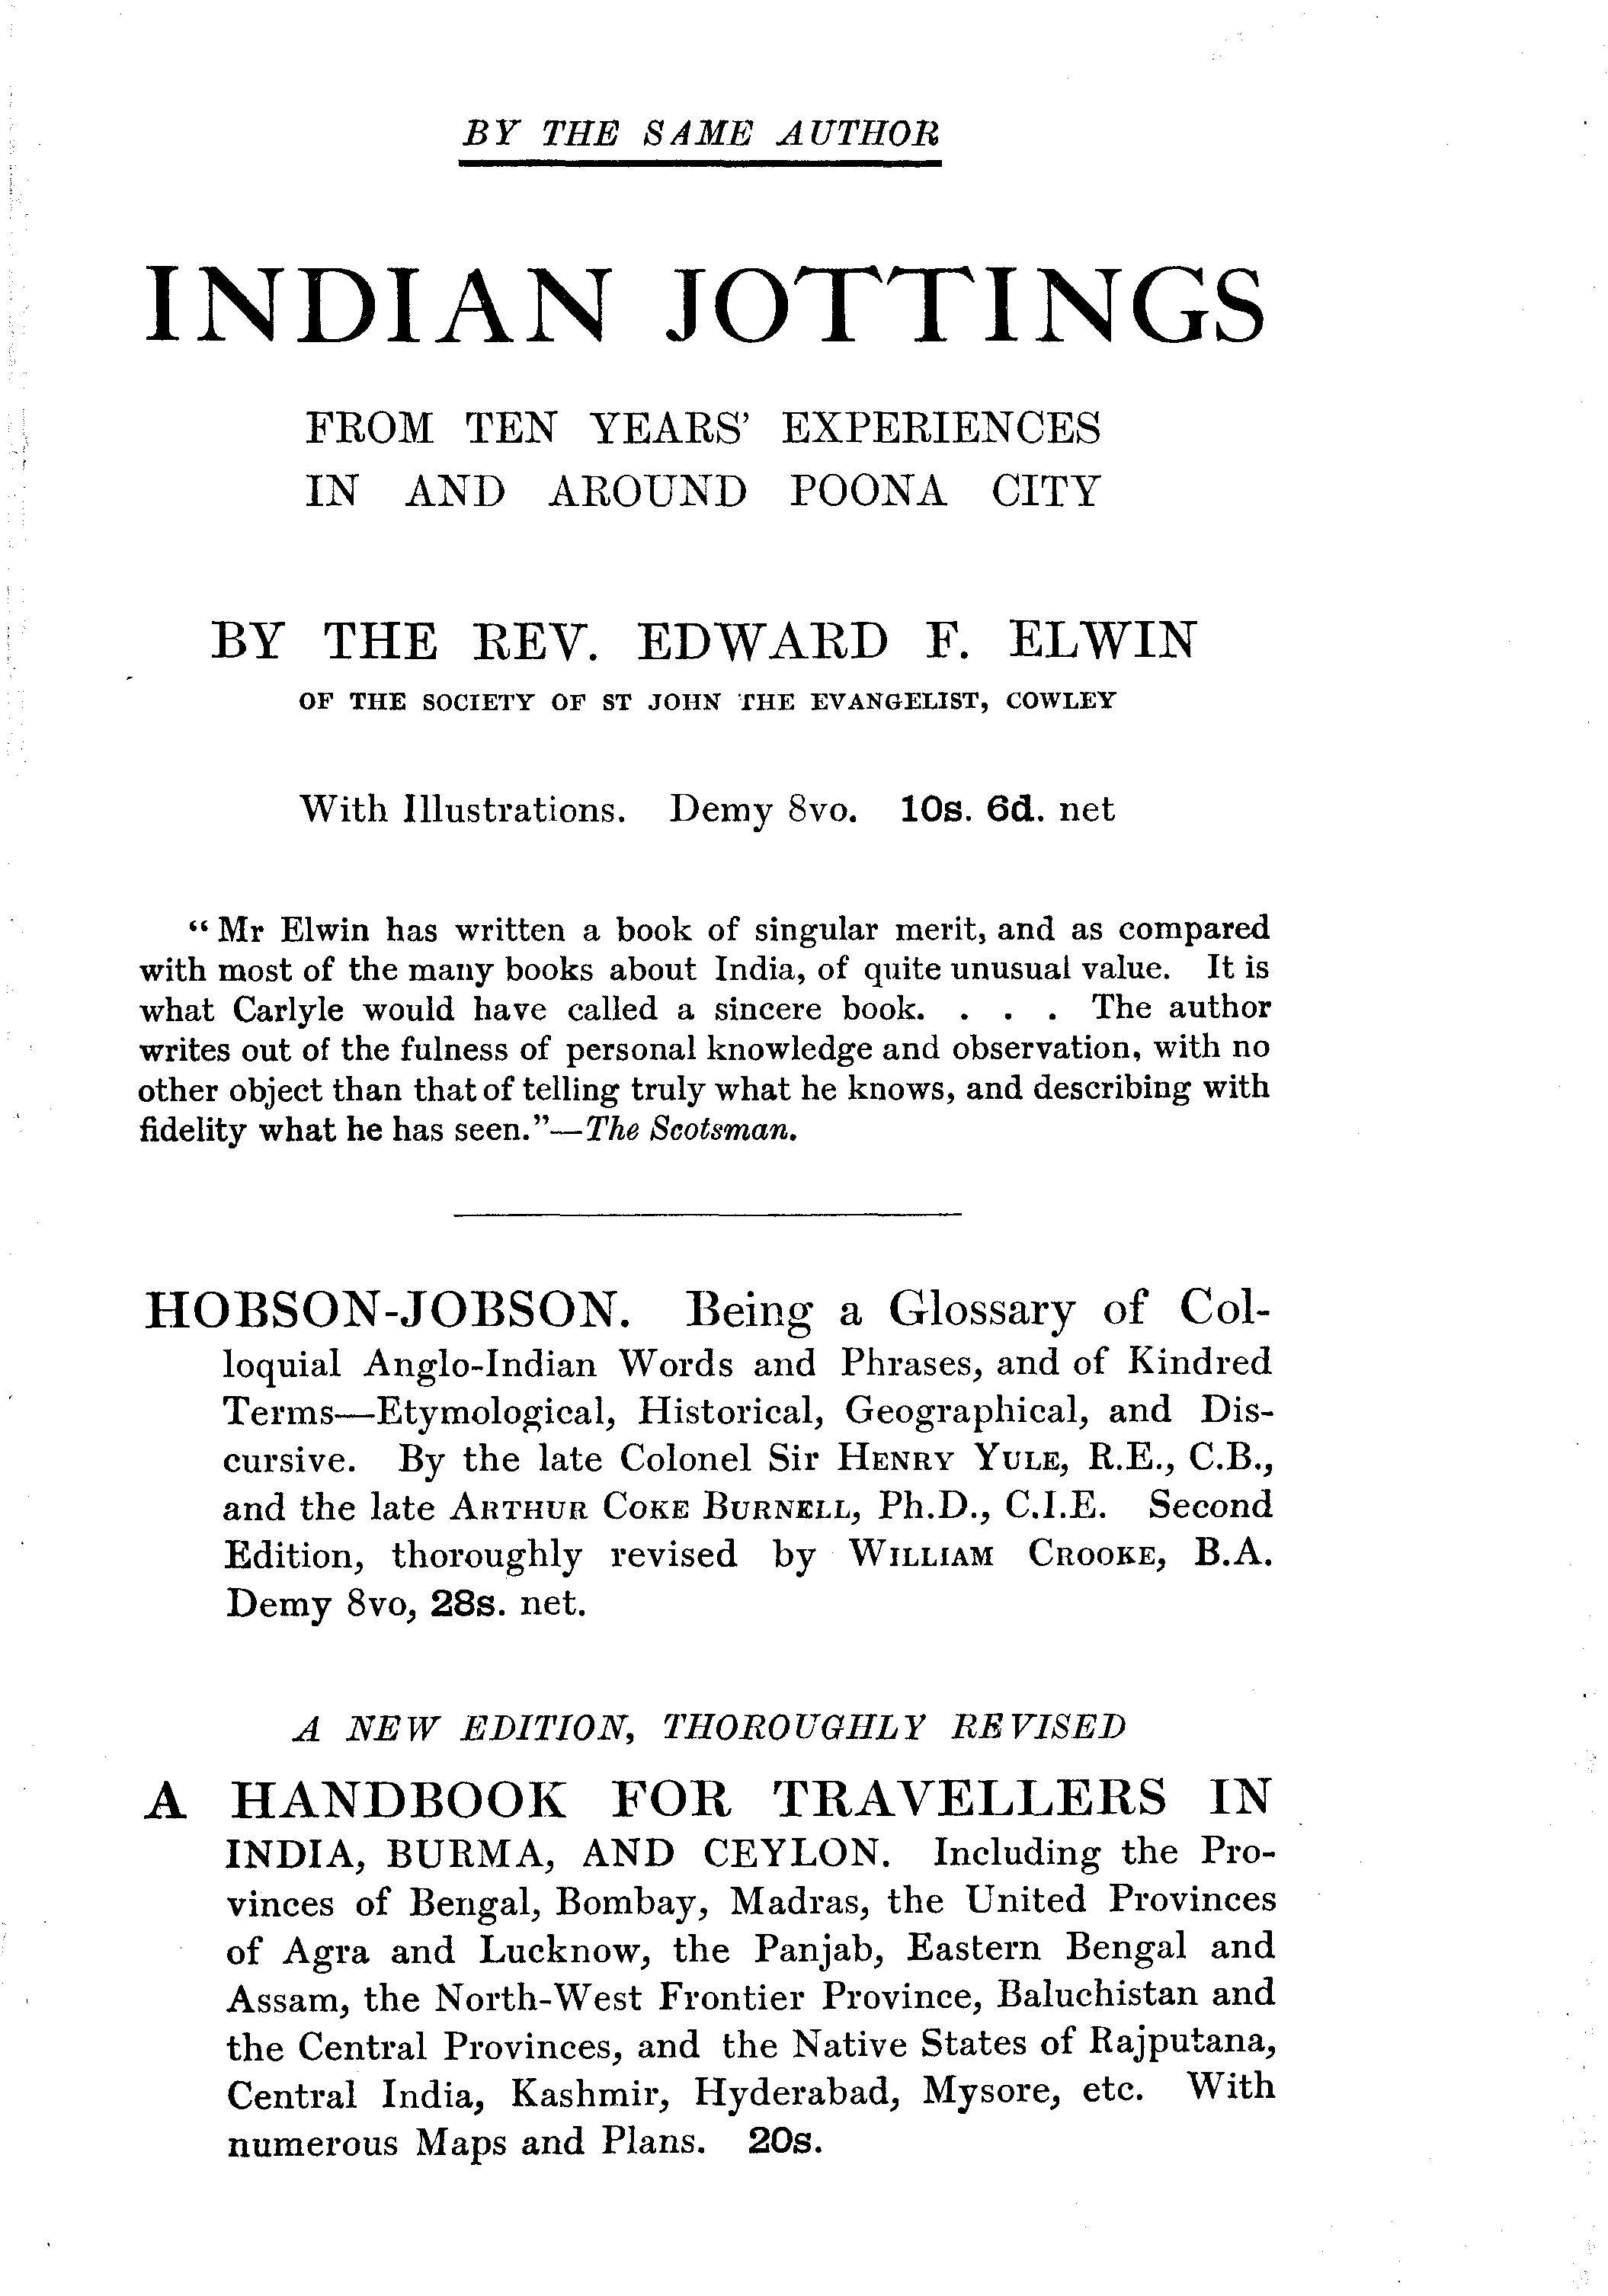 BY THE SAME AUTHOR
INDIAN JOTTINGS
FROM TEN YEARS' EXPERIENCES
IN AND AROUND POONA CITY
BY THE REV. EDWARD F. ELWIN
OF THE SOCIETY OF ST JOHN THE EVANGELIST, COWLEY
With Illustrations. Demy 8vo. 10s. 6d. net
“Mr Elwin has written a book of singular merit, and as compared
with most of the many books about India, of quite unusual value. It is
what Carlyle would have called a sincere book. . . . The author
writes out of the fulness of personal knowledge and observation, with no
other object than that of telling truly what he knows, and describing with
fidelity what he has seen.”—The Scotsman.
HOBSON-JOBSON. Being a Glossary of Col-
loquial Anglo-Indian Words and Phrases, and of Kindred
Terms—Etymological, Historical, Geographical, and Dis-
cursive. By the late Colonel Sir HENRY YULE, R.E., C.B.,
and the late ARTHUR COKE BURNELL, Ph.D., C.I.E. Second
Edition, thoroughly revised by WILLIAM CROOKE, B.A.
Demy 8vo, 28s. net.
A NEW EDITION, THOROUGHLY REVISED
A HANDBOOK FOR TRAVELLERS IN
INDIA, BURMA, AND CEYLON. Including the Pro-
vinces of Bengal, Bombay, Madras, the United Provinces
of Agra and Lucknow, the Panjab, Eastern Bengal and
Assam, the North-West Frontier Province, Baluchistan and
the Central Provinces, and the Native States of Rajputana,
Central India, Kashmir, Hyderabad, Mysore, etc. With
numerous Maps and Plans. 20s.